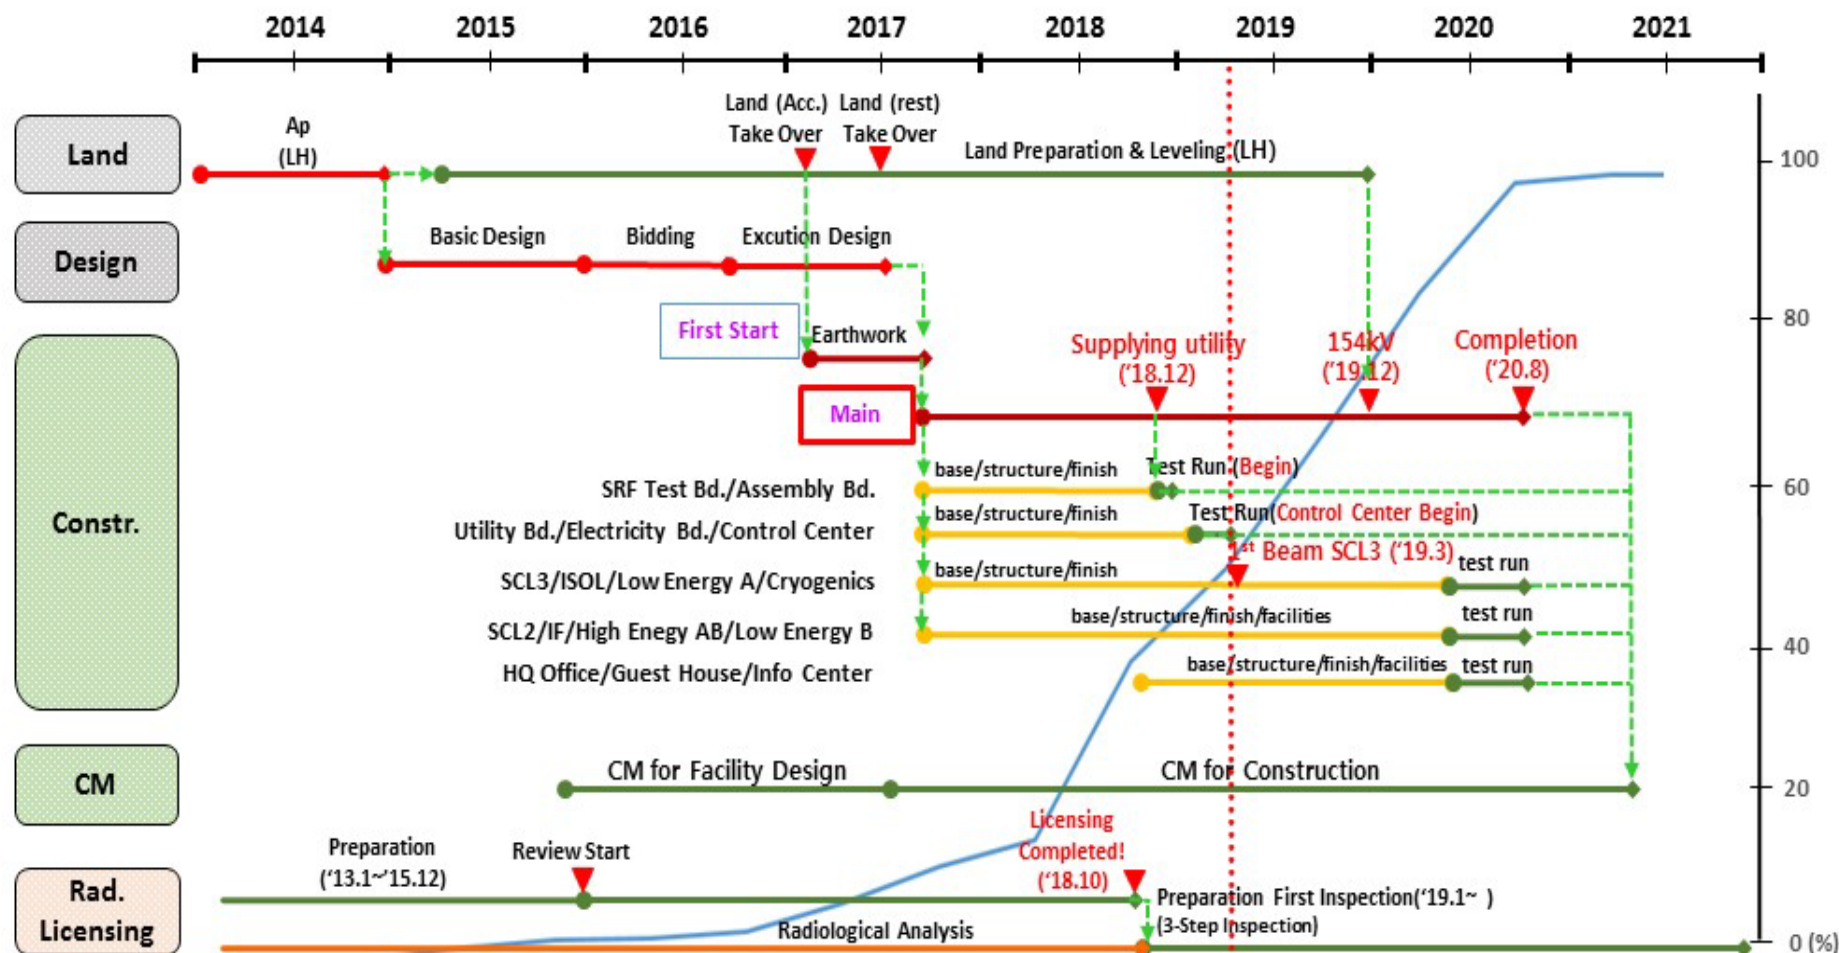 2014 2015 2016 2017 2018 2019 2020 2021
Land (Acc.) Land (rest)
Take Over Take Over
Ap
(LH)
Land
Land Preparation & Leveling (LH)
100
Basic Design Bidding Excution Design
Design
First Start
Earthwork
80
Supplying utility
('18.12)
154kV
('19.12)
Completion
('20.8)
Main
Constr.
SRF Test Bd./Assembly Bd.
base/structure/finish
Test Run (Begin)
60
Utility Bd./Electricity Bd./Control Center
base/structure/finish
Test Run(Control Center Begin)
1st Beam SCL3 ('19.3)
SCL3/ISOL/Low Energy A/Cryogenics
base/structure/finish
test run
SCL2/IF/High Enegy AB/Low Energy B
base/structure/finish/facilities
test run
40
HQ Office/Guest House/Info Center
base/structure/finish/facilities
test run
CM
CM for Facility Design
CM for Construction
20
Rad.
Licensing
Preparation
('13.1~'15.12)
Review Start
Licensing
Completed!
('18.10)
Preparation First Inspection('19.1~ )
(3-Step Inspection)
Radiological Analysis
0 (%)